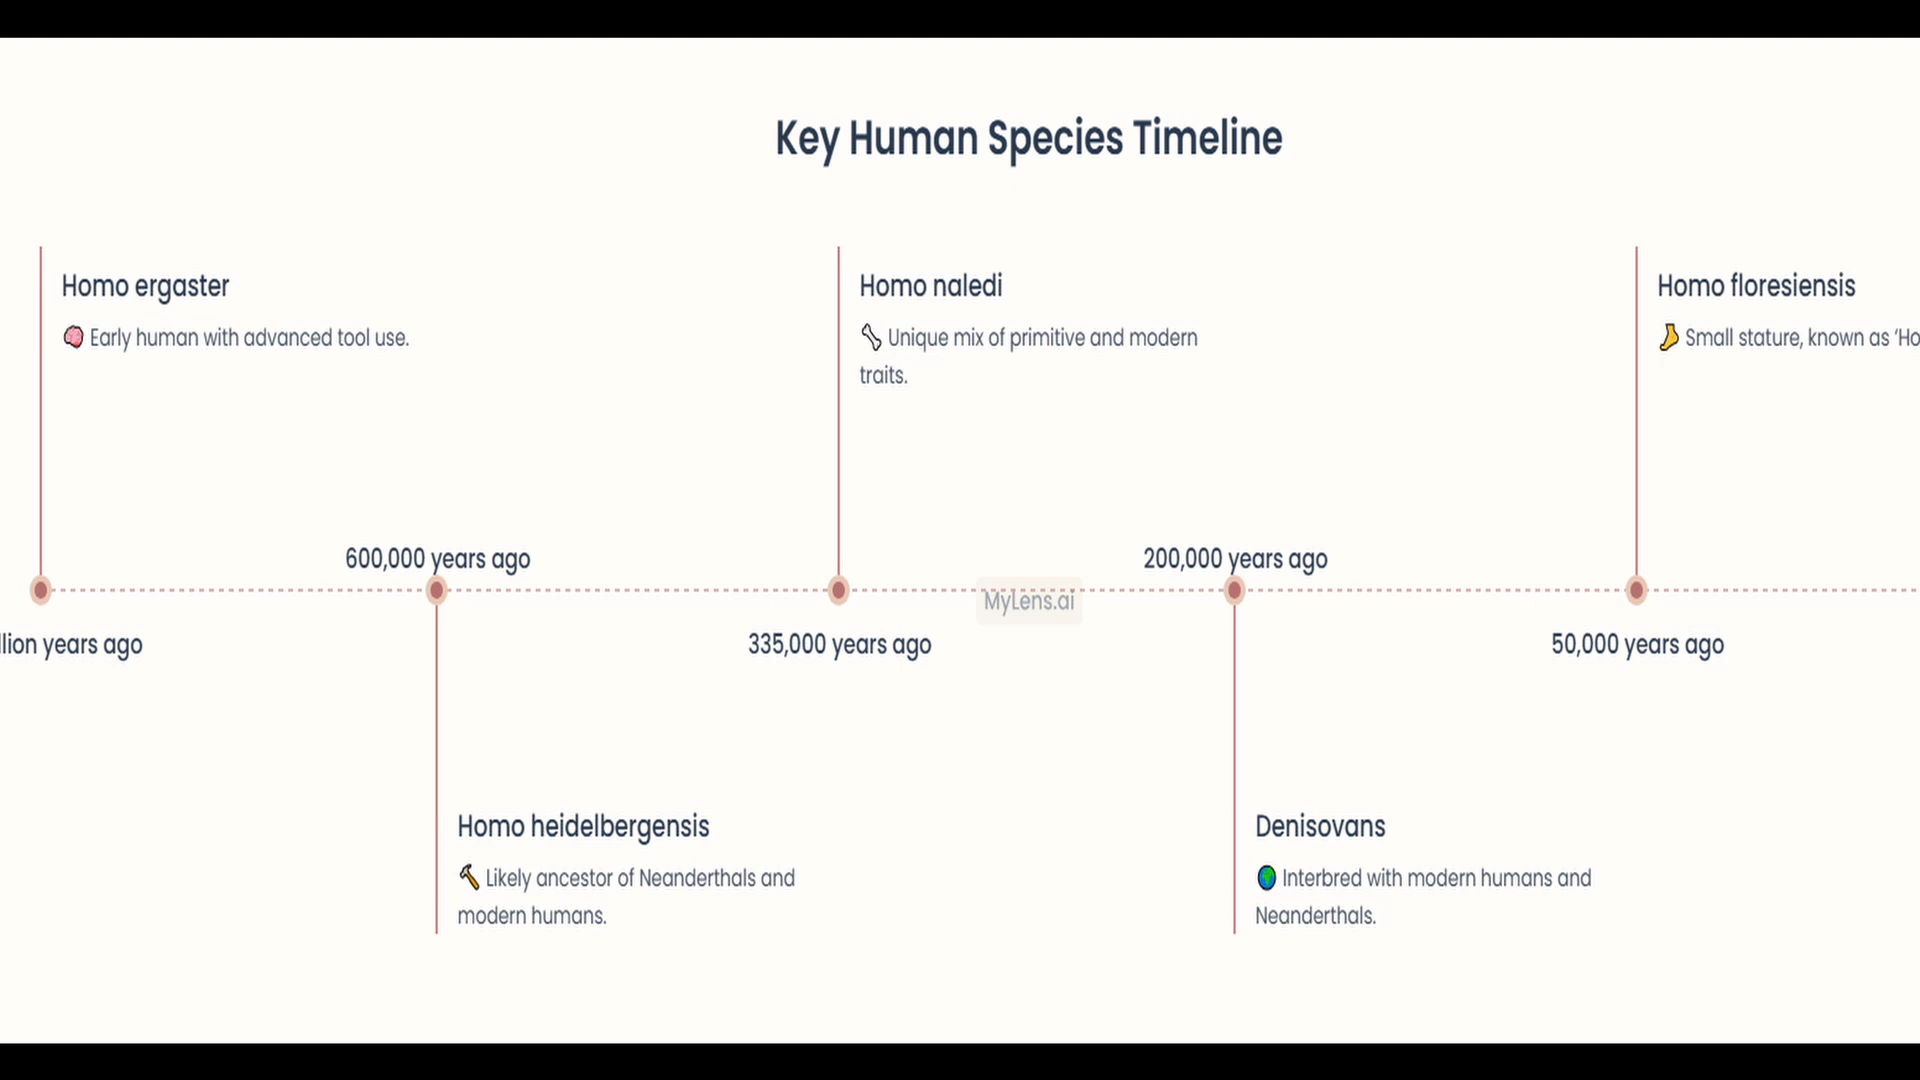 Key Human Species Timeline
Homo ergaster
Early human with advanced tool use.
Homo naledi
Unique mix of primitive and modern
traits.
Homo floresiensis
Small stature, known as ‘Ho
600,000 years ago
200,000 years ago
MyLens.ai
llion years ago
335,000 years ago
50,000 years ago
Homo heidelbergensis
Likely ancestor of Neanderthals and
modern humans.
Denisovans
Interbred with modern humans and
Neanderthals.